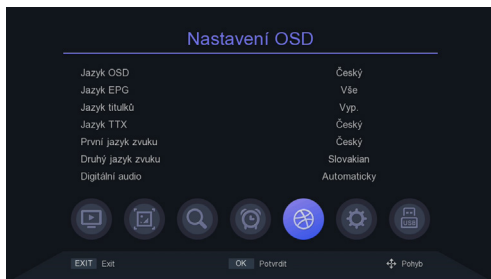 Nastavení OSD
Jazyk OSD Český
Jazyk EPG Vše
Jazyk titulků Vyp.
Jazyk TTX Český
První jazyk zvuku Český
Druhý jazyk zvuku Slovakian
Digitální audio Automaticky
USB
EXIT Exit OK Potvrdit Pohyb